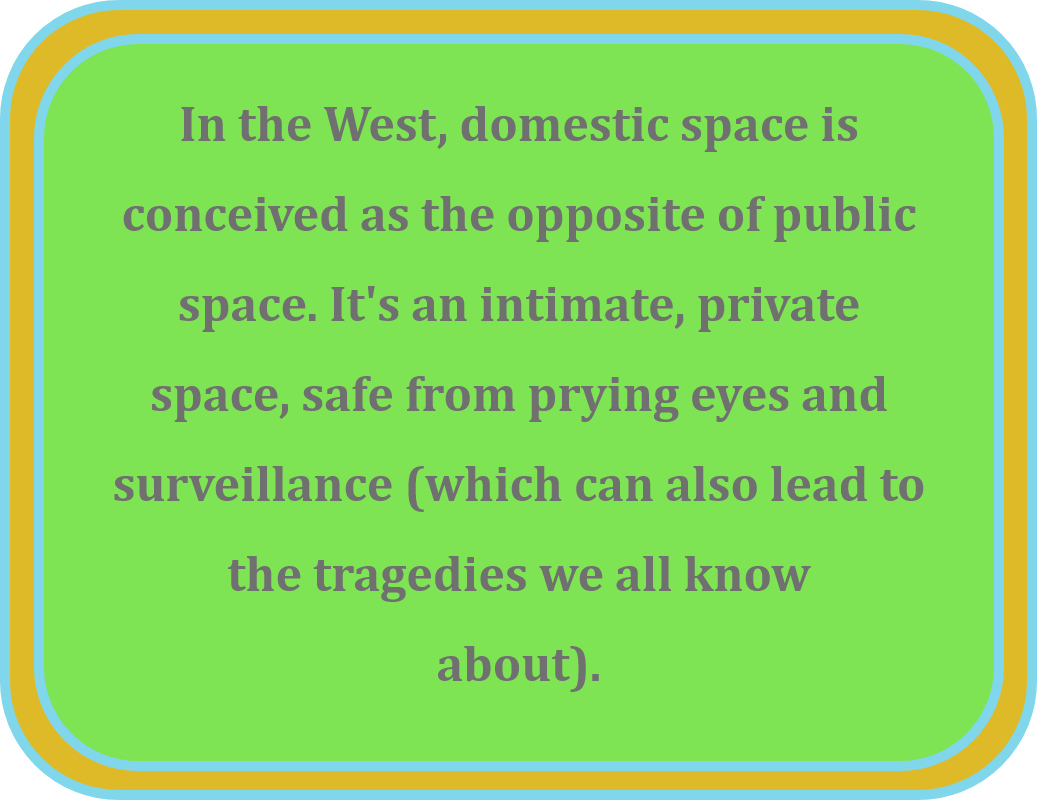 In the West, domestic space is
conceived as the opposite of public
space. It's an intimate, private
space, safe from prying eyes and
surveillance (which can also lead to
the tragedies we all know
about).